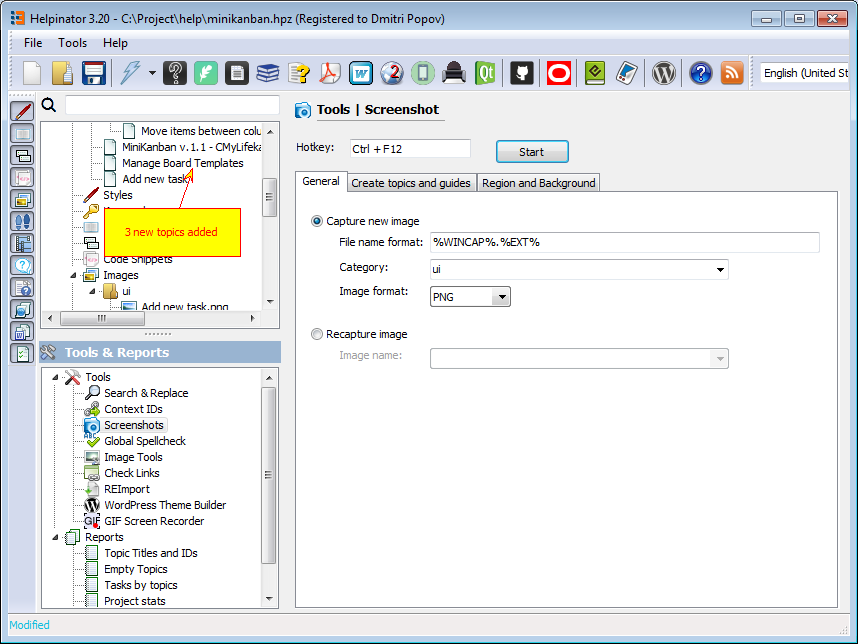 Helpinator 3.20 - C:\Project\help\minikanban.hpz (Registered to Dmitri Popov)
File Tools Help
English (United St
Tools | Screenshot
Move items between colu
MiniKanban v.1.1 - CMyLifeka
Manage Board Templates
Add new task
Styles
3 new topics added
Code Snippets
Images
ui
Add new task.png
Hotkey:
Ctrl + F12
Start
General
Create topics and guides
Region and Background
Capture new image
File name format:
%WINCAP%.%EXT%
Category:
ui
Image format:
PNG
Recapture image
Image name:
Tools & Reports
Tools
Search & Replace
Context IDs
Screenshots
Global Spellcheck
Image Tools
Check Links
REImport
WordPress Theme Builder
GIF Screen Recorder
Reports
Topic Titles and IDs
Empty Topics
Tasks by topics
Project stats
Modified